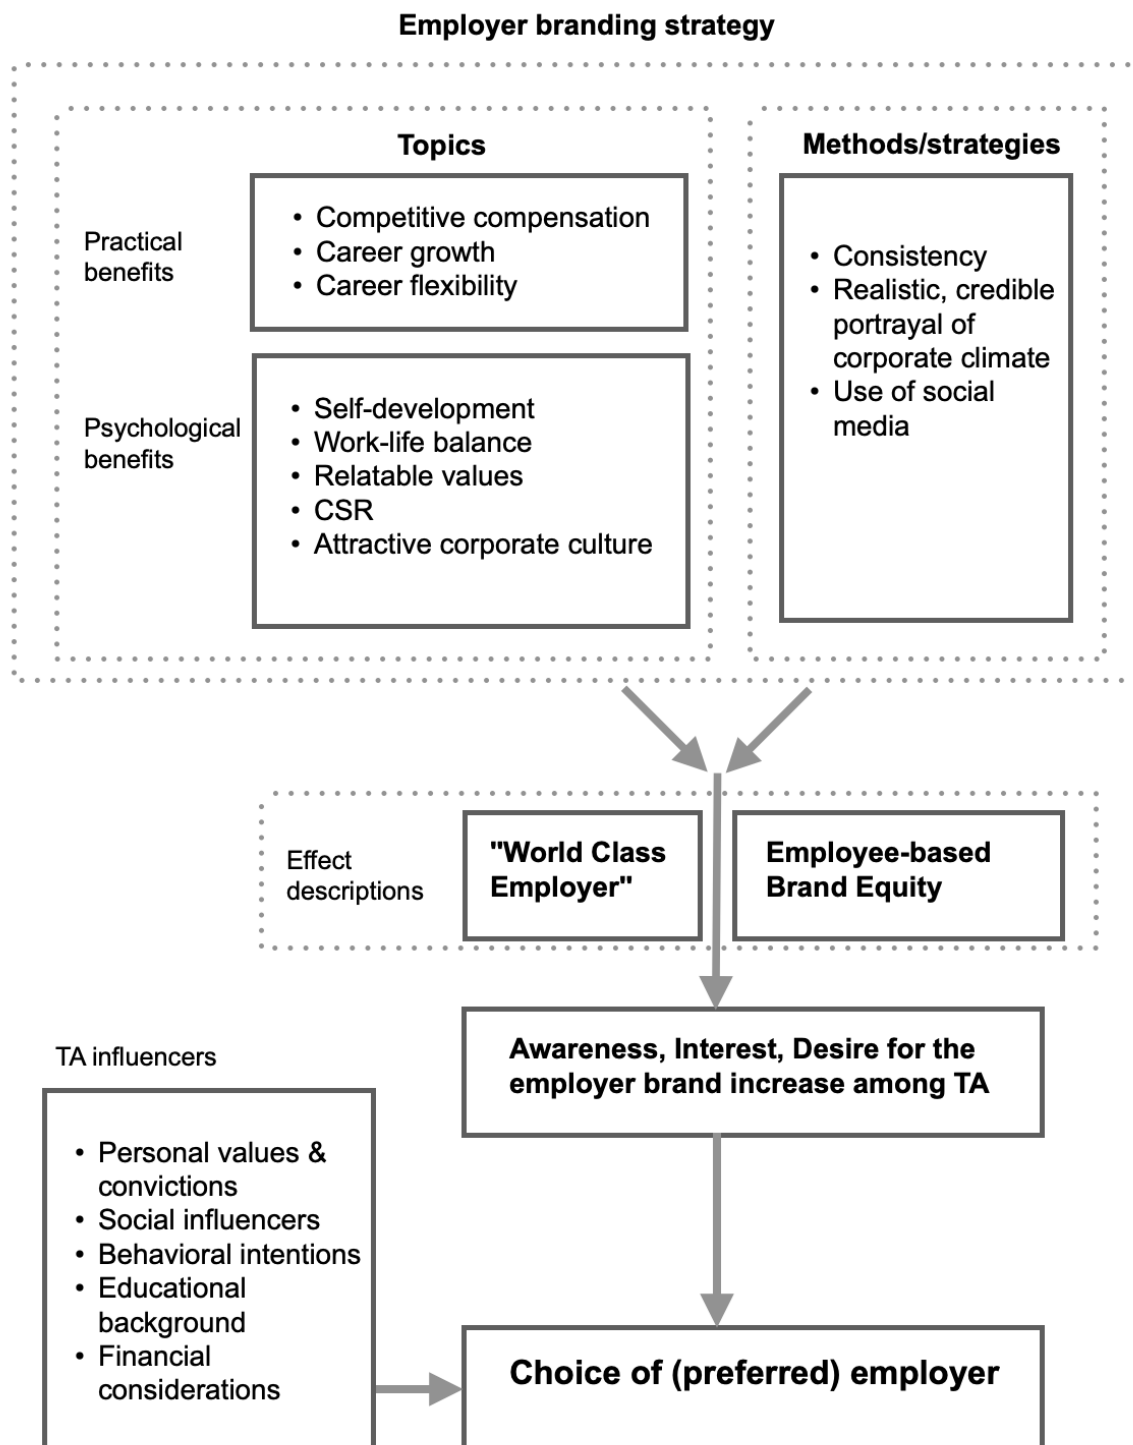 Employer branding strategy
Topics
Practical
benefits
• Competitive compensation
• Career growth
• Career flexibility
Psychological
benefits
• Self-development
• Work-life balance
• Relatable values
• CSR
• Attractive corporate culture
Methods/strategies
• Consistency
• Realistic, credible
portrayal of
corporate climate
• Use of social
media
Effect
descriptions
"World Class
Employer"
Employee-based
Brand Equity
Awareness, Interest, Desire for the
employer brand increase among TA
TA influencers
• Personal values &
convictions
• Social influencers
• Behavioral intentions
• Educational
background
• Financial
considerations
Choice of (preferred) employer